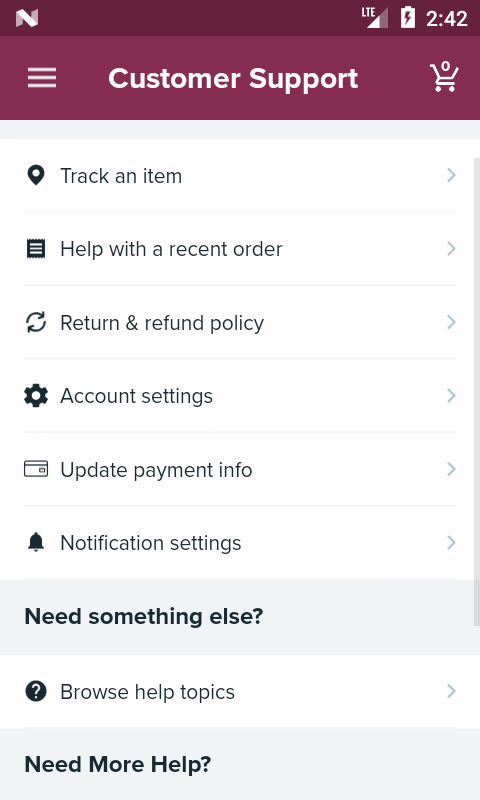 LTE 2:42
Customer Support 0
Track an item
Help with a recent order
Return & refund policy
Account settings
Update payment info
Notification settings
Need something else?
Browse help topics
Need More Help?